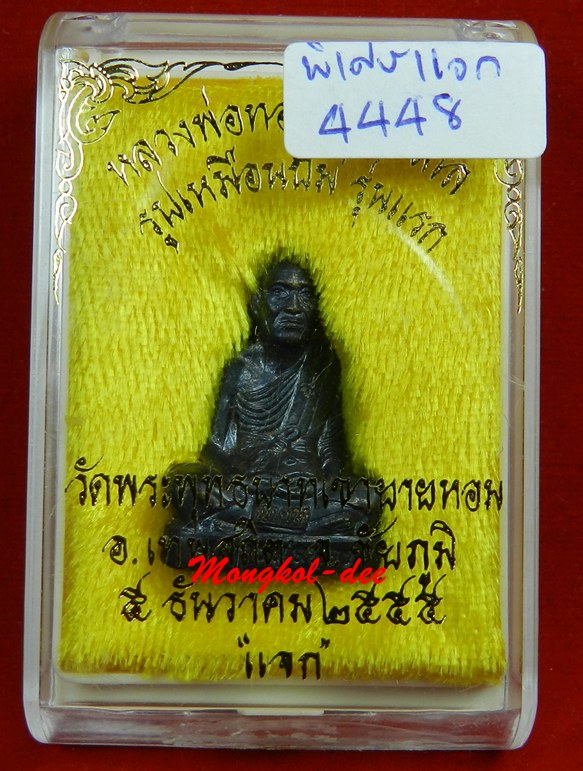 พิเศษแจก
4448
หลวงพ่อทอ
รูปเหมือนปั๊ม รุ่นแรก
วัดพระพุทธบาทเขายายหอม
อ.เทพสถิต จ.ชัยภูมิ
Mongkol-dee
๕ ธันวาคม ๒๕๕๕
"แจก"